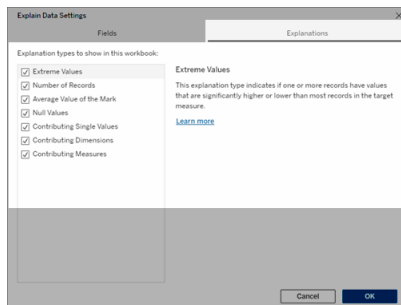 Explain Data Settings
Fields
Explanations
Explanation types to show in this workbook:
Extreme Values
Number of Records
Average Value of the Mark
Null Values
Contributing Single Values
Contributing Dimensions
Contributing Measures
Extreme Values
This explanation type indicates if one or more records have values
that are significantly higher or lower than most records in the target
measure.
Learn more
Cancel
OK